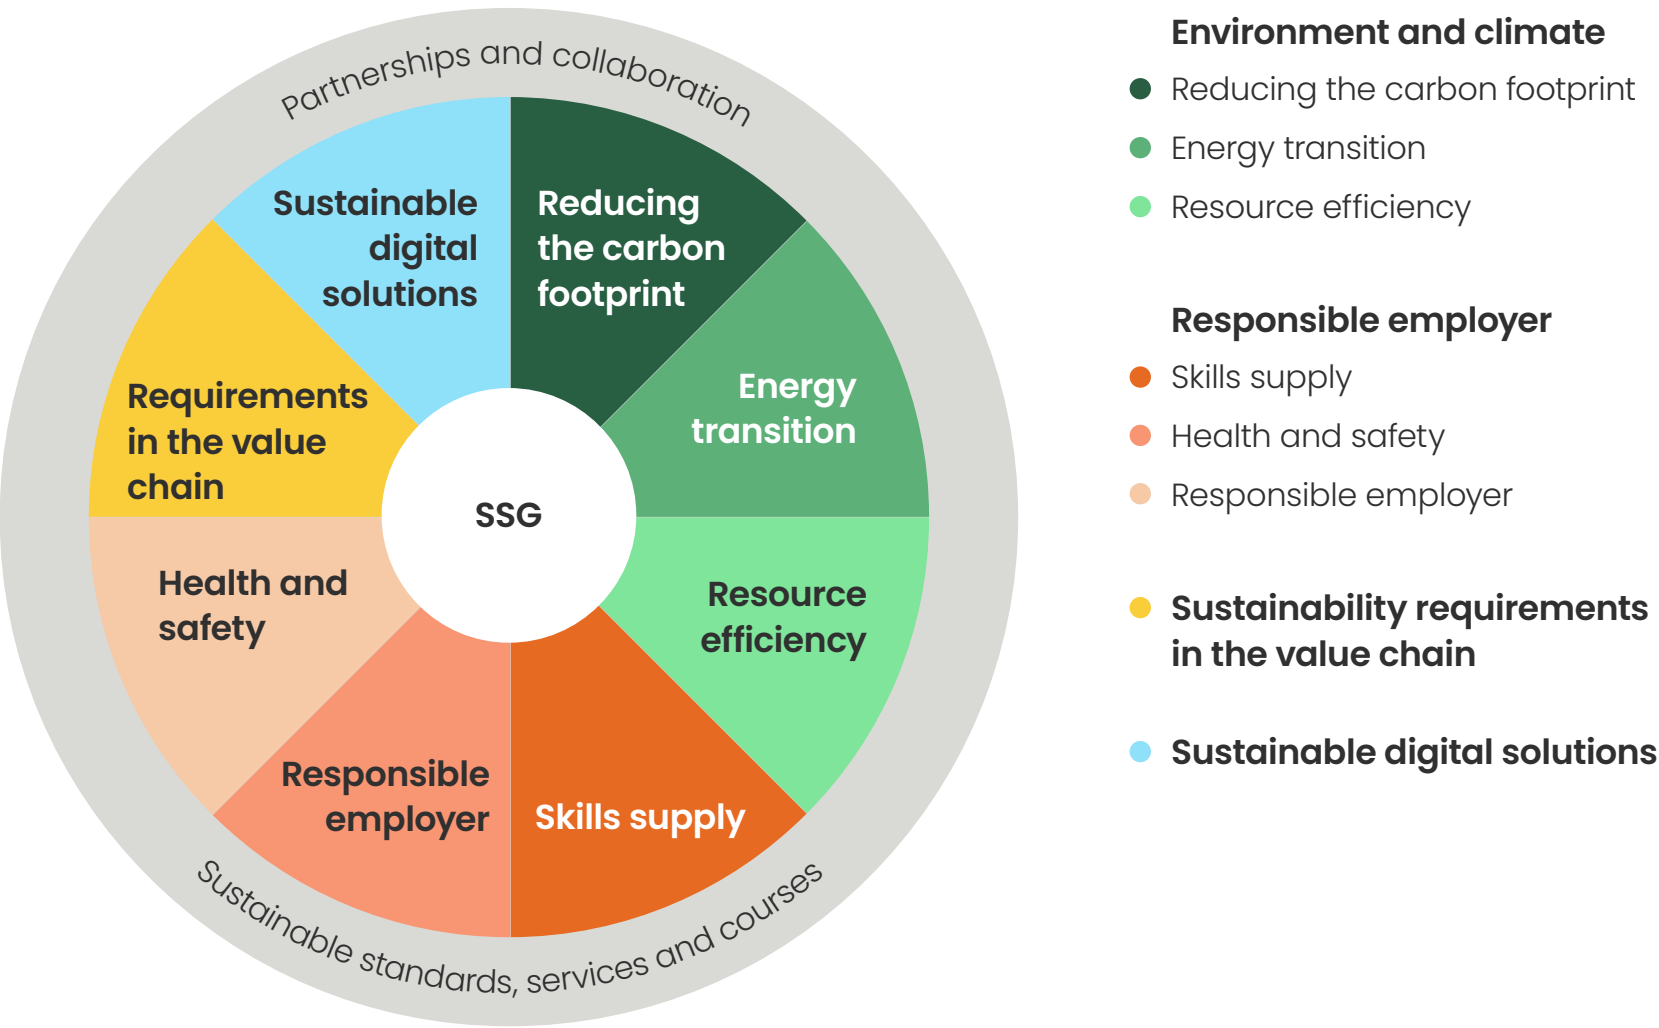 Partnerships and collaboration
Sustainable
digital
solutions
Reducing
the carbon
footprint
Energy
transition
Requirements
in the value
chain
SSG
Health and
safety
Resource
efficiency
Responsible
employer
Skills supply
Sustainable standards, services and courses
Environment and climate
Reducing the carbon footprint
Energy transition
Resource efficiency
Responsible employer
Skills supply
Health and safety
Responsible employer
Sustainability requirements
in the value chain
Sustainable digital solutions